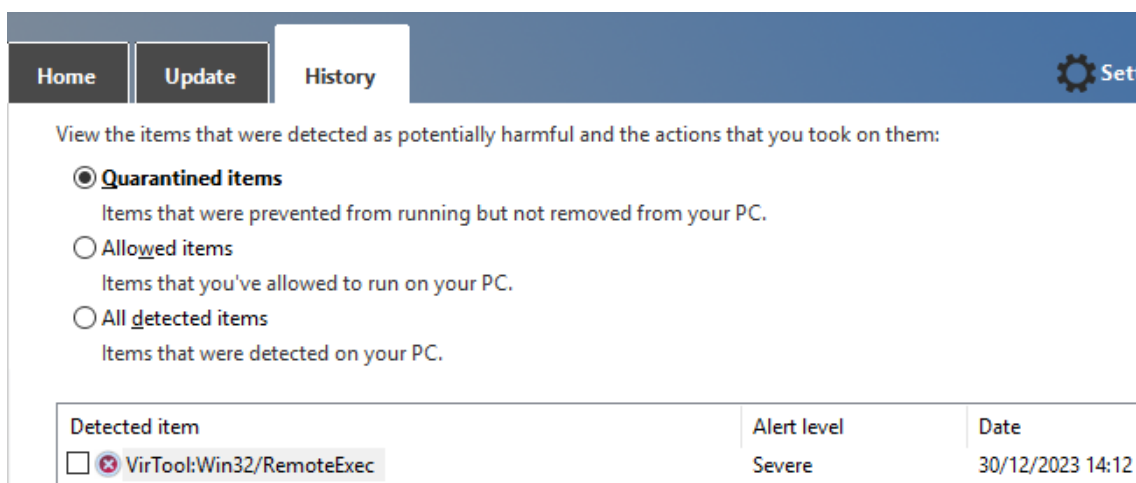 Home Update History Sett
View the items that were detected as potentially harmful and the actions that you took on them:
Quarantined items
Items that were prevented from running but not removed from your PC.
Allowed items
Items that you've allowed to run on your PC.
All detected items
Items that were detected on your PC.
Detected item Alert level Date
VirTool:Win32/RemoteExec Severe 30/12/2023 14:12